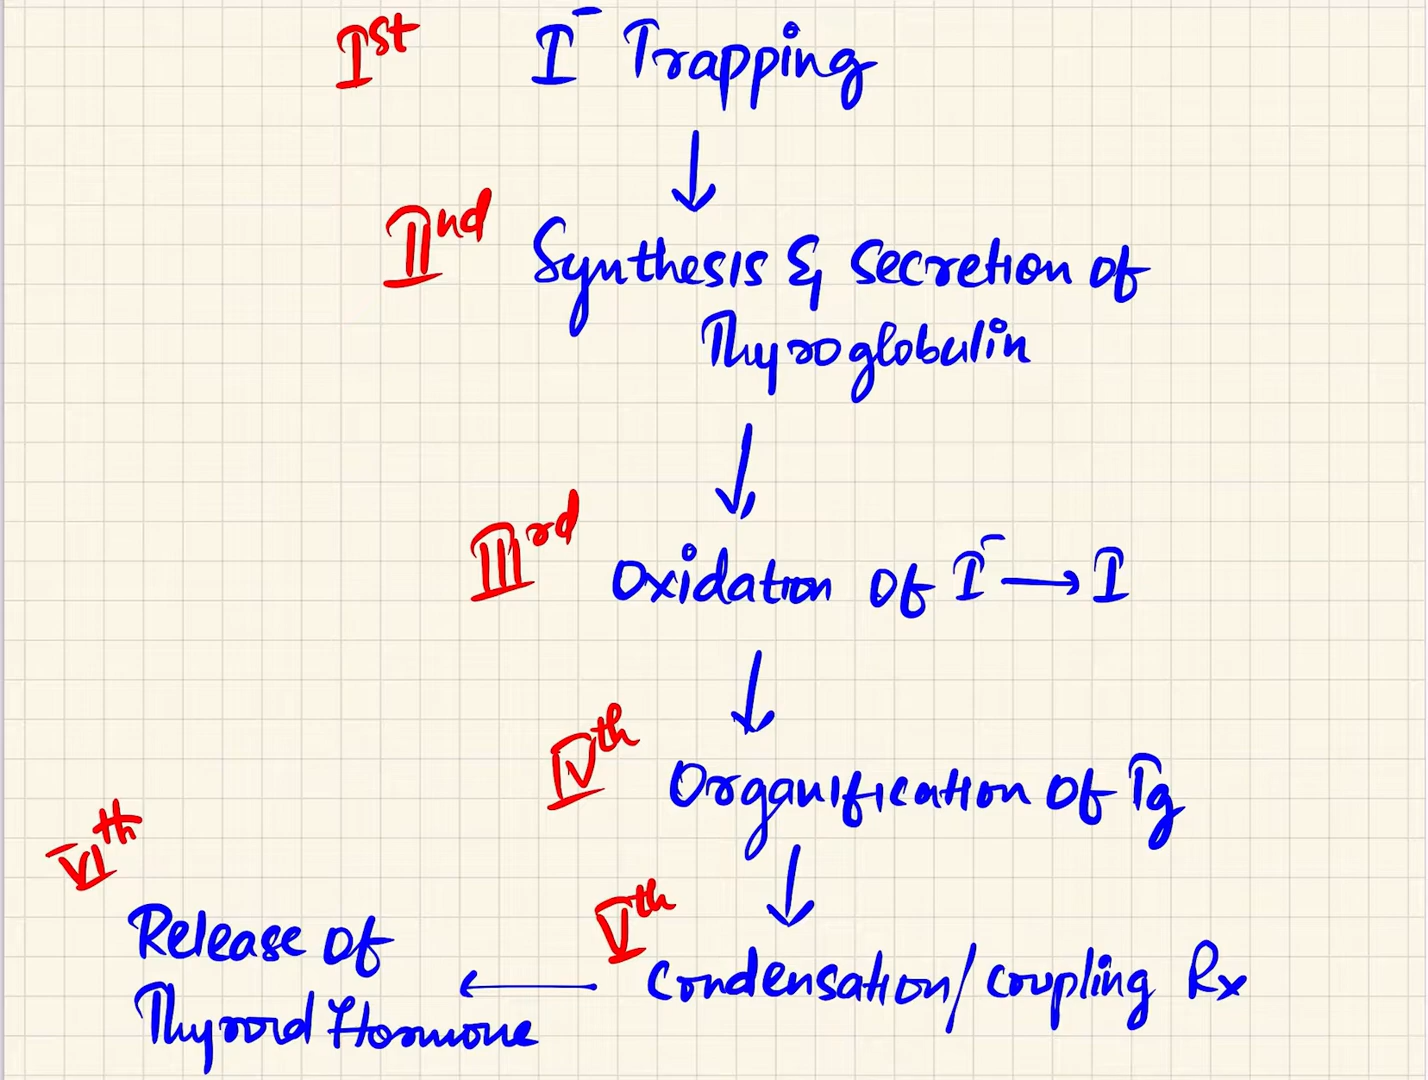 Ist I⁻ Trapping
IInd Synthesis & Secretion of
Thyroglobulin
IIIrd Oxidation of I⁻ → I
IVth Organification of Tg
Vth Condensation/coupling Rx
VIth
Release of
Thyroid Hormone